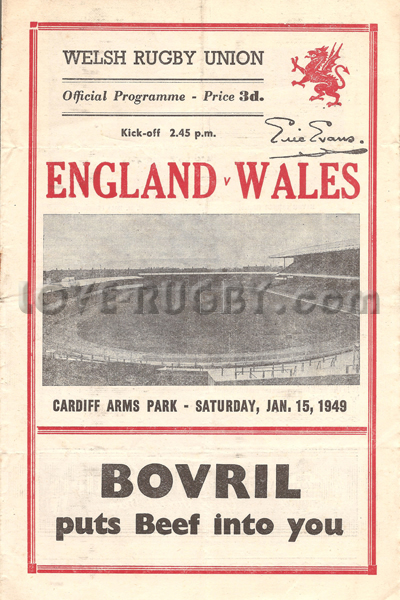 WELSH RUGBY UNION
Official Programme - Price 3d.
Kick-off 2.45 p.m.
Eric Evans.
ENGLAND v WALES
LOVE-RUGBY.com
CARDIFF ARMS PARK - SATURDAY, JAN. 15, 1949
BOVRIL
puts Beef into you